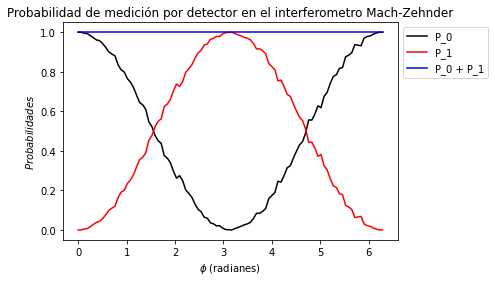 Probabilidad de medición por detector en el interferometro Mach-Zehnder
1.0
0.8
0.6
0.4
0.2
0.0
Probabilidades
0 1 2 3 4 5 6
ϕ (radianes)
P_0
P_1
P_0 + P_1